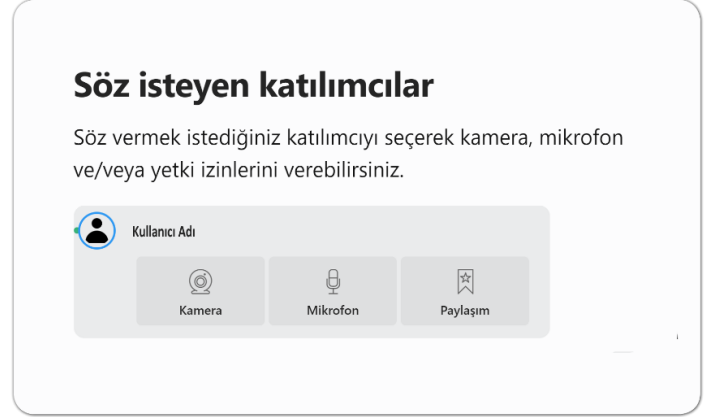 Söz isteyen katılımcılar
Söz vermek istediğiniz katılımcıyı seçerek kamera, mikrofon
ve/veya yetki izinlerini verebilirsiniz.
Kullanıcı Adı
Kamera
Mikrofon
Paylaşım